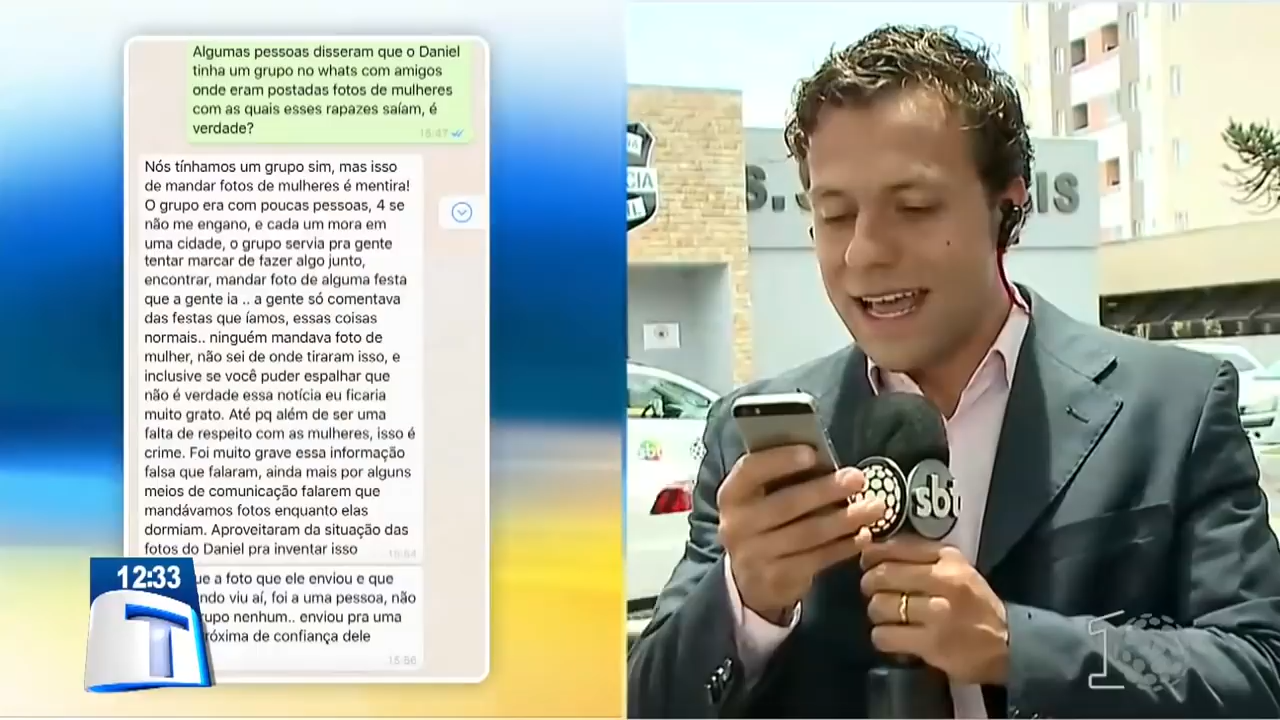 Algumas pessoas disseram que o Daniel
tinha um grupo no whats com amigos
onde eram postadas fotos de mulheres
com as quais esses rapazes saíam, é
verdade?
15:47
Nós tínhamos um grupo sim, mas isso
de mandar fotos de mulheres é mentira!
O grupo era com poucas pessoas, 4 se
não me engano, e cada um mora em
uma cidade, o grupo servia pra gente
tentar marcar de fazer algo junto,
encontrar, mandar foto de alguma festa
que a gente ia .. a gente só comentava
das festas que íamos, essas coisas
normais.. ninguém mandava foto de
mulher, não sei de onde tiraram isso, e
inclusive se você puder espalhar que
não é verdade essa notícia eu ficaria
muito grato. Até pq além de ser uma
falta de respeito com as mulheres, isso é
crime. Foi muito grave essa informação
falsa que falaram, ainda mais por alguns
meios de comunicação falarem que
mandávamos fotos enquanto elas
dormiam. Aproveitaram da situação das
fotos do Daniel pra inventar isso
15:54
ue a foto que ele enviou e que
ndo viu aí, foi a uma pessoa, não
upo nenhum.. enviou pra uma
róxima de confiança dele
15:56
12:33
T
S. J
IS
CIA
IL
sbt
sbt
1